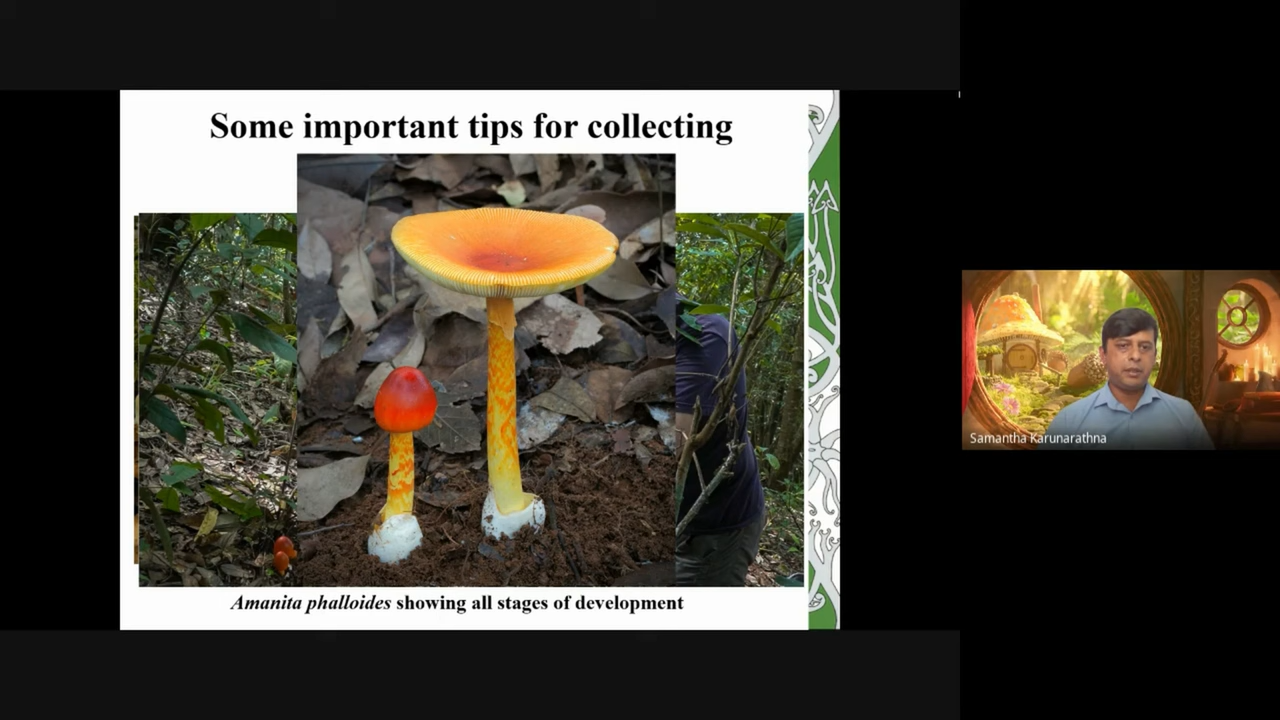 Some important tips for collecting
Amanita phalloides showing all stages of development
Samantha Karunarathna